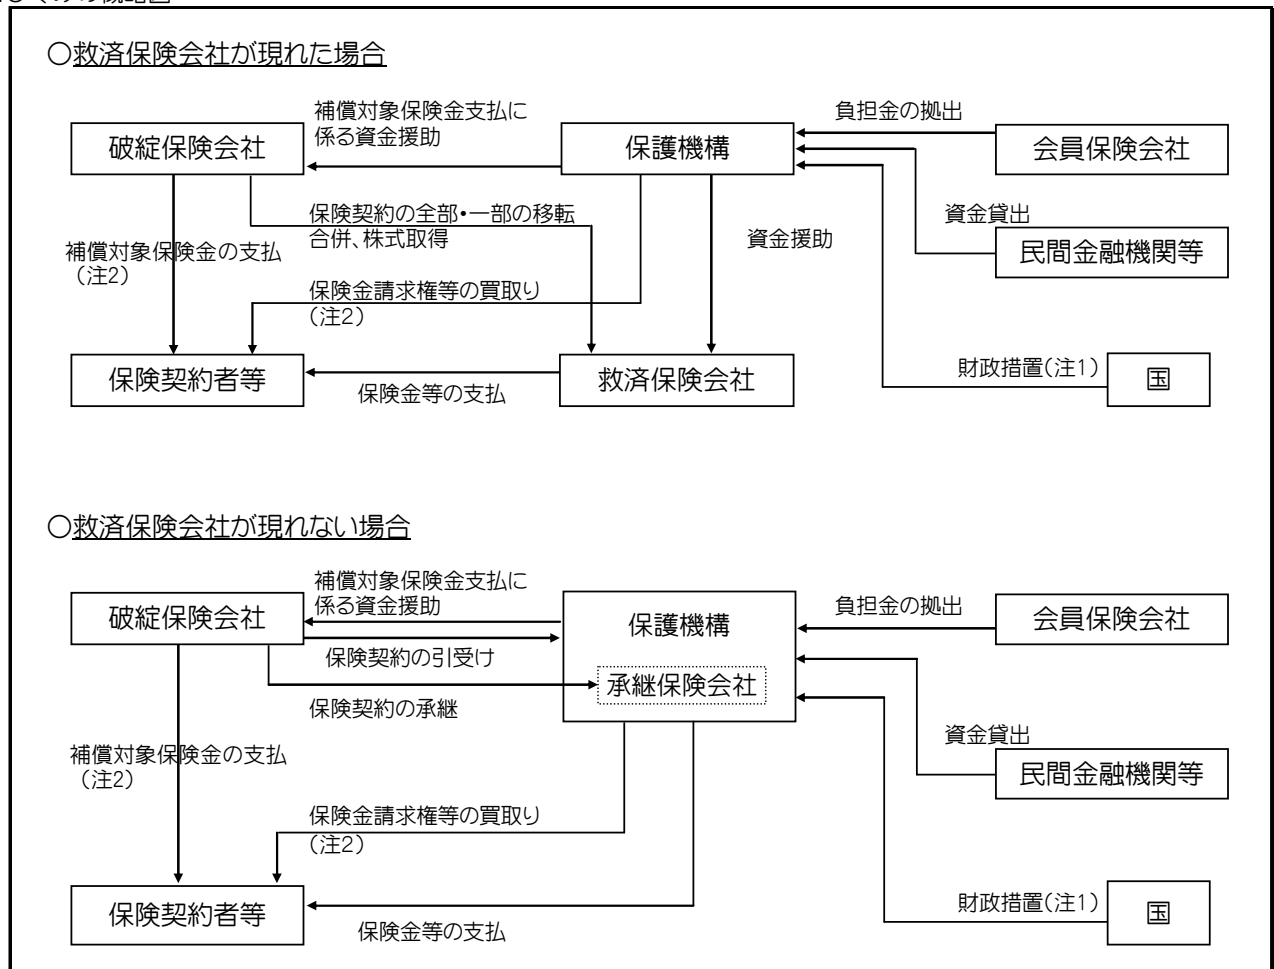 ○救済保険会社が現れた場合
補償対象保険金支払に
係る資金援助
負担金の拠出
破綻保険会社
保護機構
会員保険会社
保険契約の全部・一部の移転
合併、株式取得
資金援助
資金貸出
民間金融機関等
補償対象保険金の支払
（注2）
保険金請求権等の買取り
（注2）
財政措置（注1）
国
保険契約者等
保険金等の支払
救済保険会社
○救済保険会社が現れない場合
補償対象保険金支払に
係る資金援助
負担金の拠出
破綻保険会社
保護機構
会員保険会社
保険契約の引受け
承継保険会社
保険契約の承継
資金貸出
民間金融機関等
補償対象保険金の支払
（注2）
保険金請求権等の買取り
（注2）
財政措置（注1）
国
保険契約者等
保険金等の支払